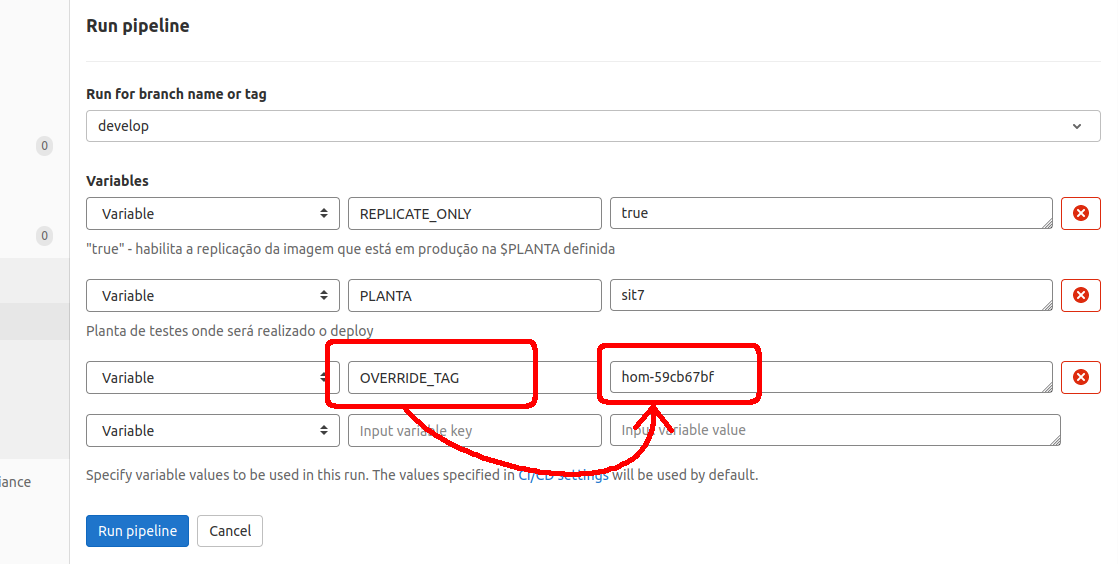 Run pipeline
Run for branch name or tag
develop
0
Variables
Variable REPLICATE_ONLY true
0
"true" - habilita a replicação da imagem que está em produção na $PLANTA definida
Variable PLANTA sit7
Planta de testes onde será realizado o deploy
Variable OVERRIDE_TAG hom-59cb67bf
Variable Input variable key Input variable value
Specify variable values to be used in this run. The values specified in CI/CD settings will be used by default.
iance
Run pipeline Cancel